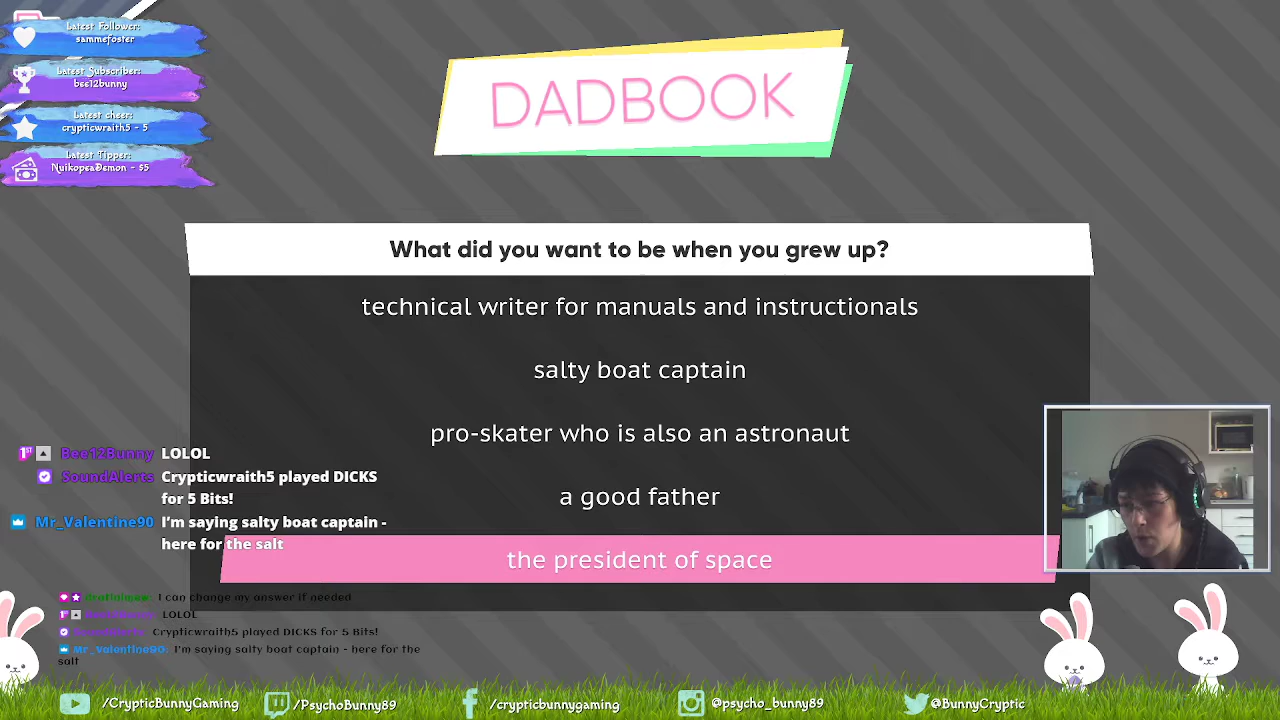 Latest Follower:
sammefoster
Latest Subscriber:
bee12bunny
Latest cheer:
crypticwraith5 - 5
Latest Tipper:
NyikopsaDemon - $5
DADBOOK
What did you want to be when you grew up?
technical writer for manuals and instructionals
salty boat captain
pro-skater who is also an astronaut
a good father
the president of space
Bee12Bunny LOLOL
SoundAlerts Crypticwraith5 played DICKS
for 5 Bits!
Mr_Valentine90 I'm saying salty boat captain -
here for the salt
I can change my answer if needed
Bee12Bunny: LOLOL
SoundAlerts: Crypticwraith5 played DICKS for 5 Bits!
Mr_Valentine90: I'm saying salty boat captain - here for the
salt
/CrypticBunnyGaming
/PsychoBunny89
/crypticbunnygaming
@psycho_bunny89
@BunnyCryptic